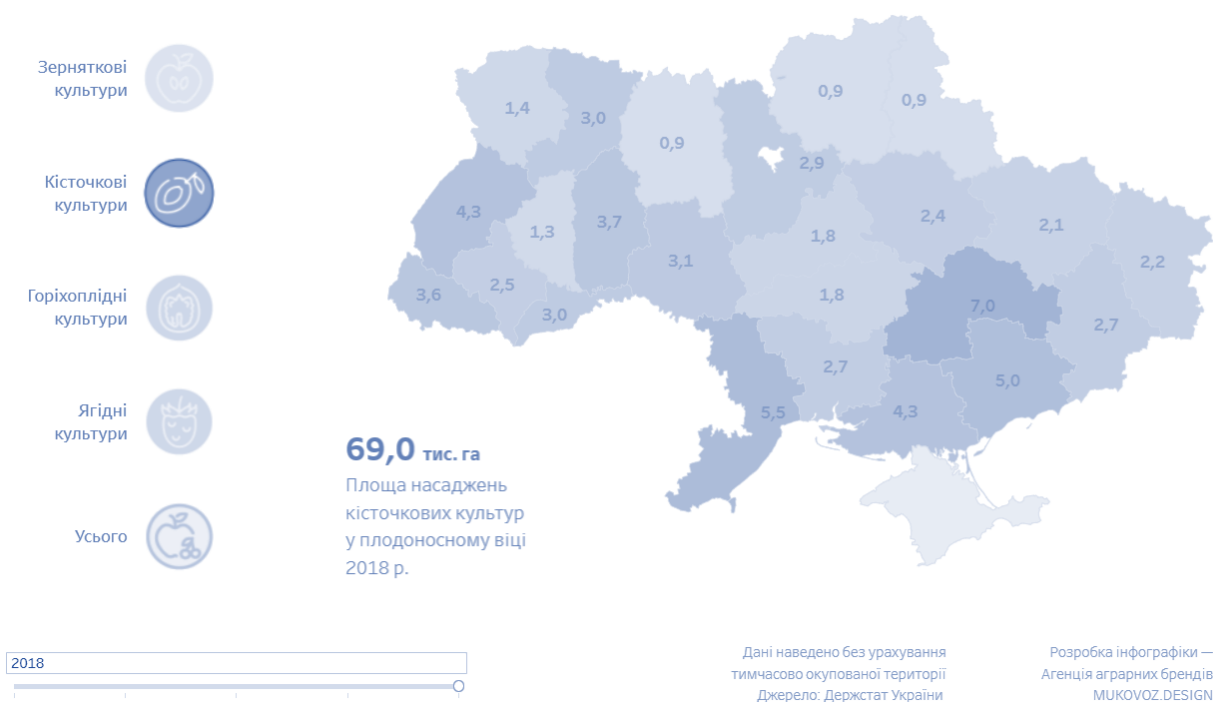 Зерняткові
культури
Кісточкові
культури
Горіхоплідні
культури
Ягідні
культури
Усього
0,9
0,9
1,4
3,0
0,9
2,9
4,3
1,3
3,7
1,8
2,4
2,1
3,1
2,2
2,5
3,6
3,0
1,8
7,0
2,7
2,7
5,0
5,5
4,3
69,0 тис. га
Площа насаджень
кісточкових культур
у плодоносному віці
2018 р.
2018
Дані наведено без урахування
тимчасово окупованої території
Джерело: Держстат України
Розробка інфографіки —
Агенція аграрних брендів
MUKOVOZ.DESIGN